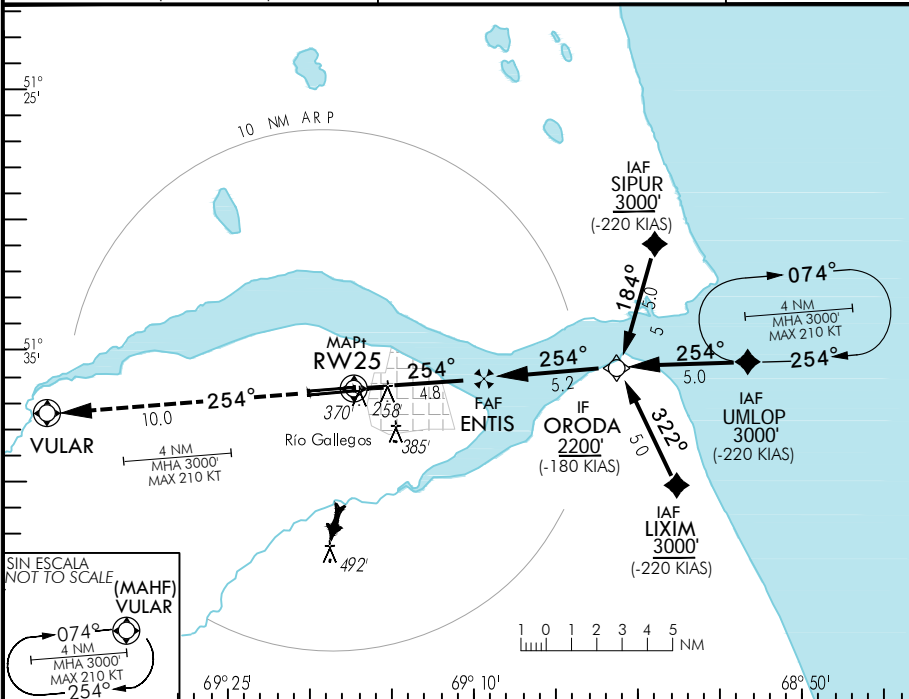 51°
25'
10 NM ARP
IAF
SIPUR
3000'
(-220 KIAS)
184°
5.0
5
074°
4 NM
MHA 3000'
MAX 210 KT
254°
51°
35'
MAPt
RW25
254°
4.8
254°
5.2
254°
5.0
FAF
ENTIS
IF
ORODA
2200'
(-180 KIAS)
IAF
UMLOP
3000'
(-220 KIAS)
322°
5 0
IAF
LIXIM
3000'
(-220 KIAS)
254°
10.0
VULAR
4 NM
MHA 3000'
MAX 210 KT
370'
258'
385'
Río Gallegos
492'
SIN ESCALA
NOT TO SCALE
(MAHF)
VULAR
074°
4 NM
MHA 3000'
MAX 210 KT
254°
1 0 1 2 3 4 5 NM
69° 25
69° 10'
68° 50'